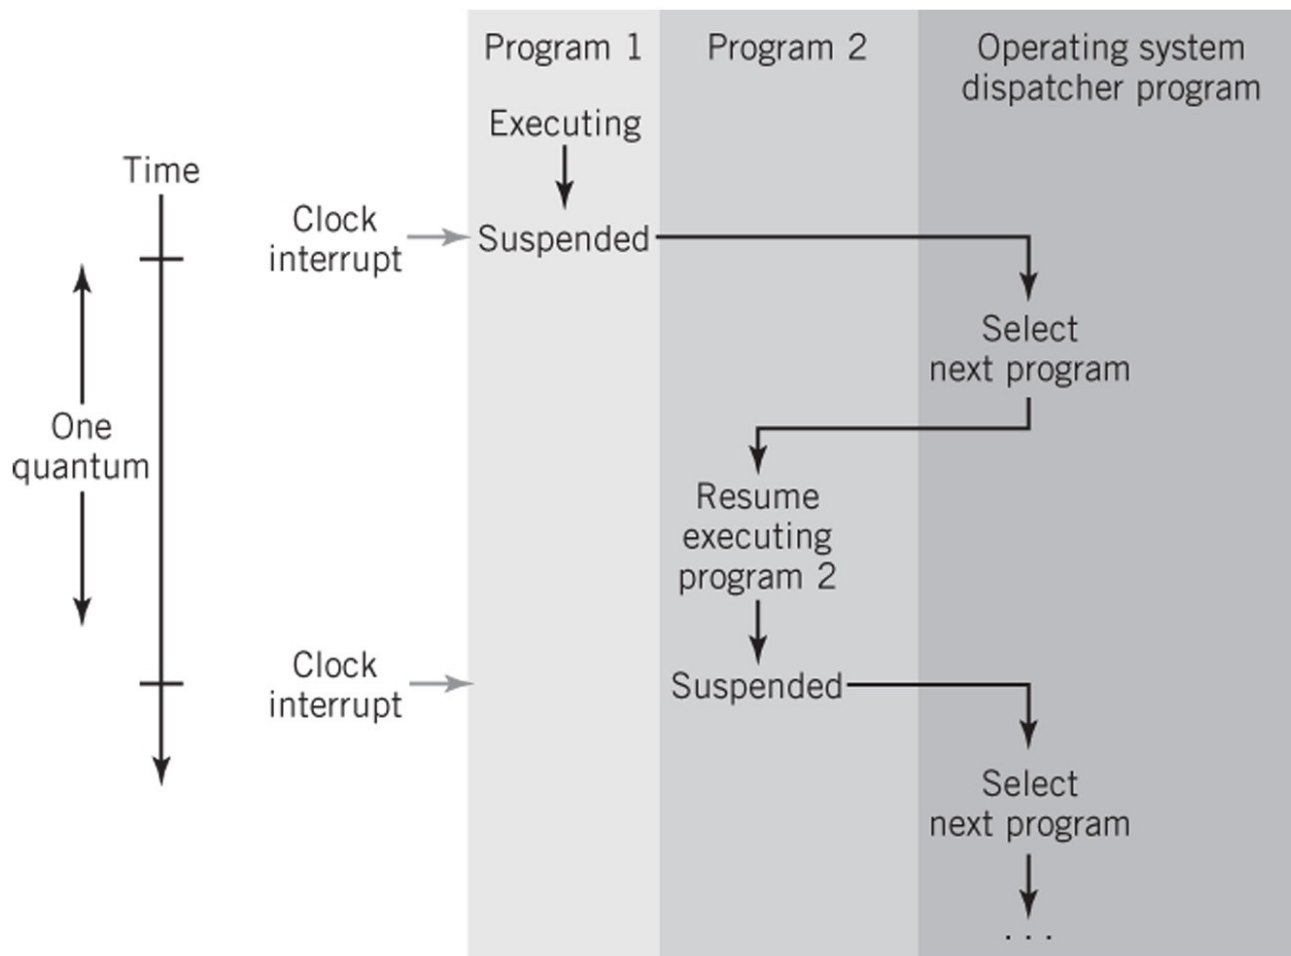 Program 1
Program 2
Operating system
dispatcher program
Executing
Time
Clock
interrupt
Suspended
Select
next program
One
quantum
Resume
executing
program 2
Clock
interrupt
Suspended
Select
next program
. . .